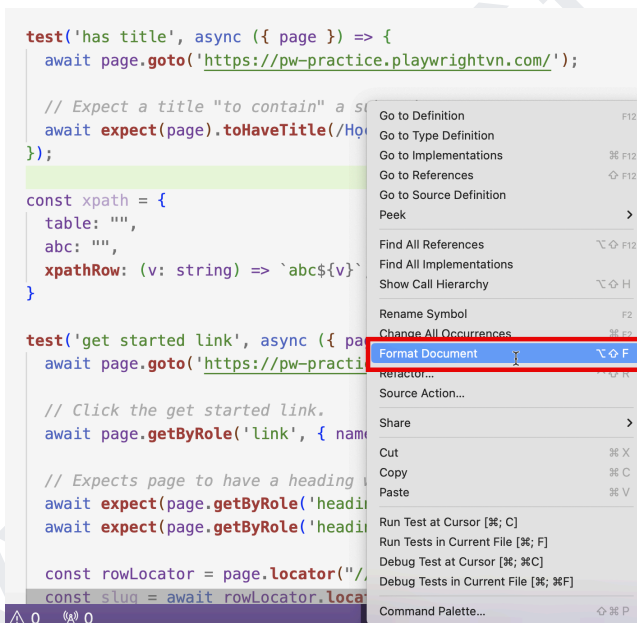 test('has title', async ({ page }) => {
await page.goto('https://pw-practice.playwrightvn.com/');
// Expect a title "to contain" a su
await expect(page).toHaveTitle(/Họ
});
const xpath = {
table: "",
abc: "",
xpathRow: (v: string) => `abc${v}`
}
test('get started link', async ({ pa
await page.goto('https://pw-practi
// Click the get started link.
await page.getByRole('link', { name
// Expects page to have a heading w
await expect(page.getByRole('headin
await expect(page.getByRole('headin
const rowLocator = page.locator("//
const slug = await rowLocator.loca
0 0
Go to Definition F12
Go to Type Definition
Go to Implementations ⌘ F12
Go to References ⇧ F12
Go to Source Definition
Peek
Find All References ⌥ ⇧ F12
Find All Implementations
Show Call Hierarchy ⌥ ⇧ H
Rename Symbol F2
Change All Occurrences ⌘ F2
Format Document ⌥ ⇧ F
Refactor... ^ ⇧ R
Source Action...
Share
Cut ⌘ X
Copy ⌘ C
Paste ⌘ V
Run Test at Cursor [⌘; C]
Run Tests in Current File [⌘; F]
Debug Test at Cursor [⌘; ⌘C]
Debug Tests in Current File [⌘; ⌘F]
Command Palette... ⇧ ⌘ P